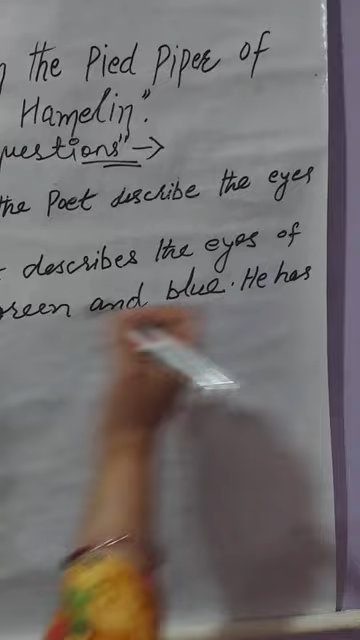 the Pied Piper of
Hamelin".
uestions" →
the Poet describe the eyes
describes the eyes of
reen and blue. He has